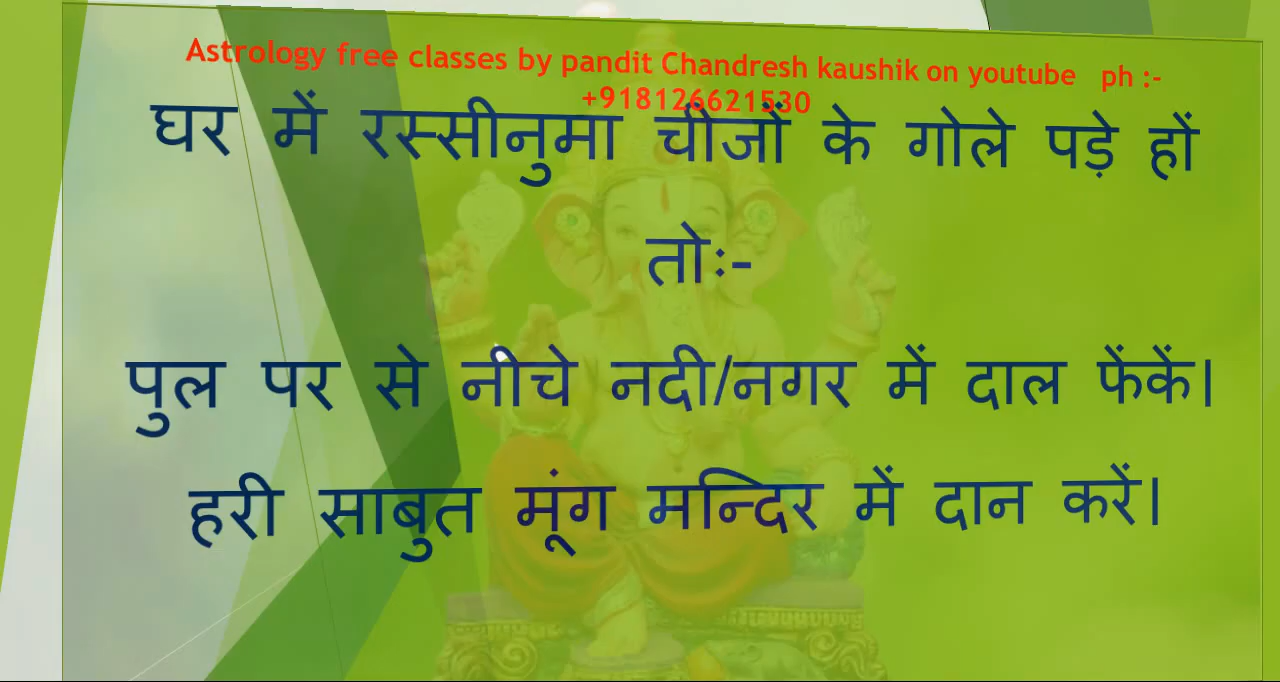 Astrology free classes by pandit Chandresh kaushik on youtube ph :-
+918126621530
घर में रस्सीनुमा चीजों के गोले पड़े हों
तोः-
पुल पर से नीचे नदी/नगर में दाल फेंकें।
हरी साबुत मूंग मन्दिर में दान करें।